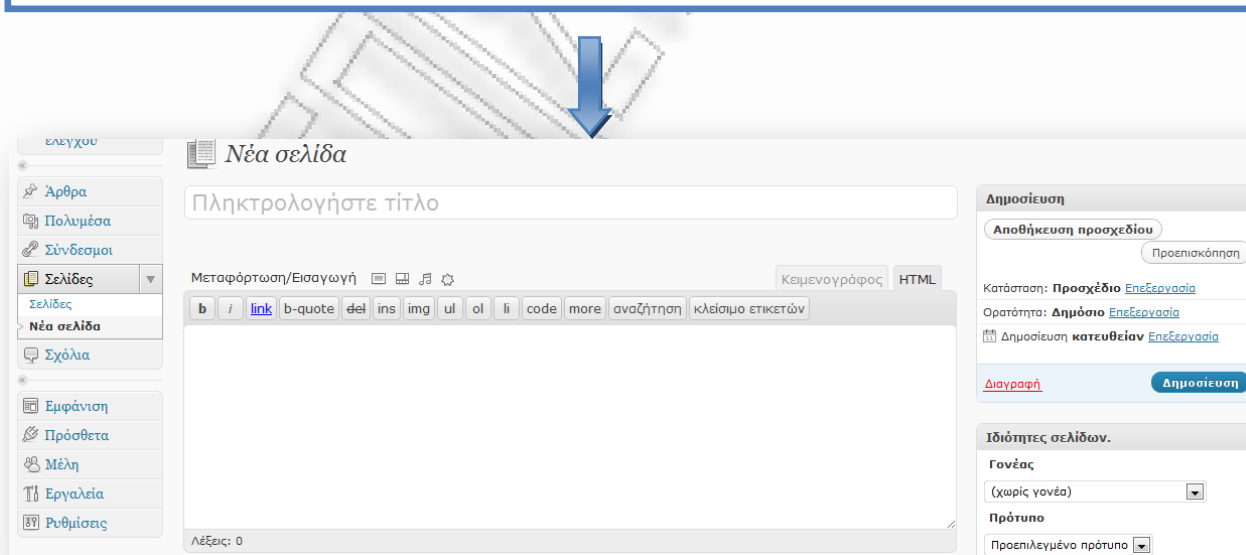 ελέγχου
Άρθρα
Πολυμέσα
Σύνδεσμοι
Σελίδες
Σελίδες
Νέα σελίδα
Σχόλια
Εμφάνιση
Πρόσθετα
Μέλη
Εργαλεία
Ρυθμίσεις
Νέα σελίδα
Πληκτρολογήστε τίτλο
Μεταφόρτωση/Εισαγωγή
Κειμενογράφος HTML
b i link b-quote del ins img ul ol li code more αναζήτηση κλείσιμο ετικετών
Λέξεις: 0
Δημοσίευση
Αποθήκευση προσχεδίου
Προεπισκόπηση
Κατάσταση: Προσχέδιο Επεξεργασία
Ορατότητα: Δημόσιο Επεξεργασία
Δημοσίευση κατευθείαν Επεξεργασία
Διαγραφή Δημοσίευση
Ιδιότητες σελίδων.
Γονέας
(χωρίς γονέα)
Πρότυπο
Προεπιλεγμένο πρότυπο